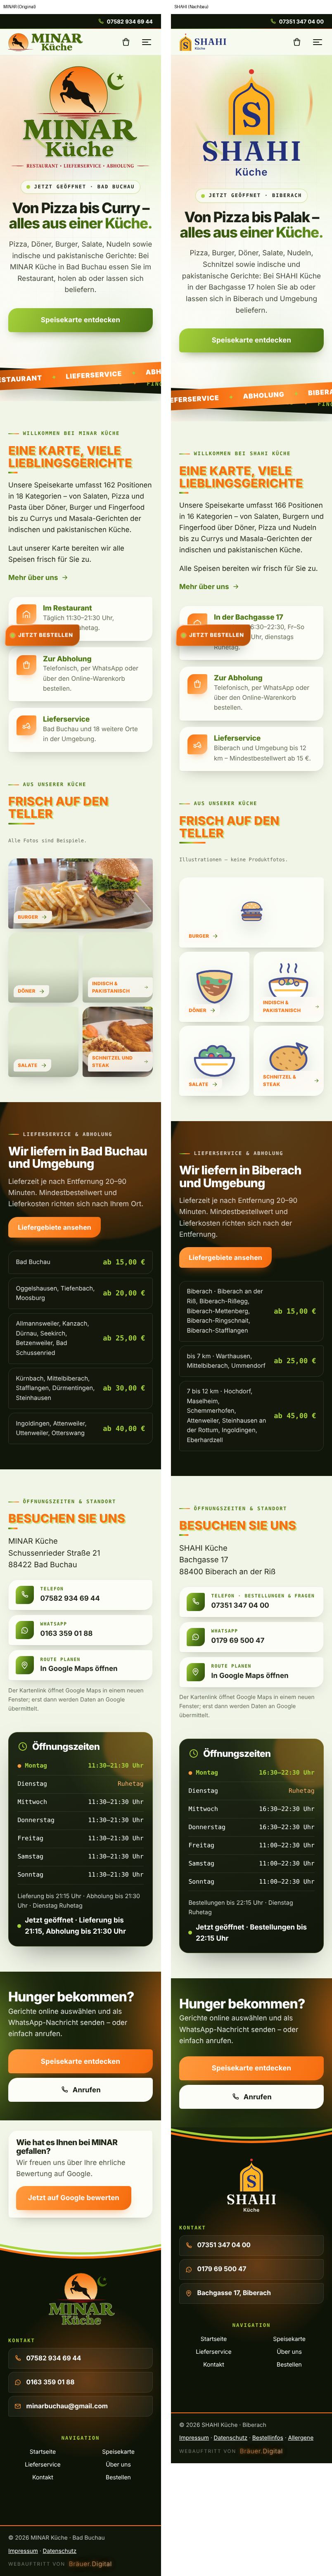 MINAR (Original)
07582 934 69 44
MINAR
Küche
MINAR
Küche
RESTAURANT • LIEFERSERVICE • ABHOLUNG
JETZT GEÖFFNET · BAD BUCHAU
Von Pizza bis Curry –
alles aus einer Küche.
Pizza, Döner, Burger, Salate, Nudeln sowie
indische und pakistanische Gerichte: Bei
MINAR Küche in Bad Buchau essen Sie im
Restaurant, holen ab oder lassen sich
beliefern.
Speisekarte entdecken
ESTAURANT
LIEFERSERVICE
ABH
WILLKOMMEN BEI MINAR KÜCHE
EINE KARTE, VIELE
LIEBLINGSGERICHTE
Unsere Speisekarte umfasst 162 Positionen
in 18 Kategorien – von Salaten, Pizza und
Pasta über Döner, Burger und Fingerfood
bis zu Currys und Masala-Gerichten der
indischen und pakistanischen Küche.
Laut unserer Karte bereiten wir alle
Speisen frisch für Sie zu.
Mehr über uns →
Im Restaurant
Täglich 11:30–21:30 Uhr,
JETZT BESTELLEN
Zur Abholung
Telefonisch, per WhatsApp oder
über den Online-Warenkorb
bestellen.
Lieferservice
Bad Buchau und 18 weitere Orte
in der Umgebung.
AUS UNSERER KÜCHE
FRISCH AUF DEN
TELLER
Alle Fotos sind Beispiele.
BURGER →
DÖNER →
INDISCH &
PAKISTANISCH →
SALATE →
SCHNITZEL UND
STEAK →
LIEFERSERVICE & ABHOLUNG
Wir liefern in Bad Buchau
und Umgebung
Lieferzeit je nach Entfernung 20–90
Minuten. Mindestbestellwert und
Lieferkosten richten sich nach Ihrem Ort.
Liefergebiete ansehen
Bad Buchau ab 15,00 €
Oggelshausen, Tiefenbach,
Moosburg ab 20,00 €
Allmannsweiler, Kanzach,
Dürnau, Seekirch,
Betzenweiler, Bad
Schussenried ab 25,00 €
Kürnbach, Mittelbiberach,
Stafflangen, Dürmentingen,
Steinhausen ab 30,00 €
Ingoldingen, Attenweiler,
Uttenweiler, Otterswang ab 40,00 €
ÖFFNUNGSZEITEN & STANDORT
BESUCHEN SIE UNS
MINAR Küche
Schussenrieder Straße 21
88422 Bad Buchau
TELEFON
07582 934 69 44
WHATSAPP
0163 359 01 88
ROUTE PLANEN
In Google Maps öffnen
Der Kartenlink öffnet Google Maps in einem neuen
Fenster; erst dann werden Daten an Google
übermittelt.
Öffnungszeiten
Montag 11:30–21:30 Uhr
Dienstag Ruhetag
Mittwoch 11:30–21:30 Uhr
Donnerstag 11:30–21:30 Uhr
Freitag 11:30–21:30 Uhr
Samstag 11:30–21:30 Uhr
Sonntag 11:30–21:30 Uhr
Lieferung bis 21:15 Uhr · Abholung bis 21:30
Uhr · Dienstag Ruhetag
Jetzt geöffnet · Lieferung bis
21:15, Abholung bis 21:30 Uhr
Hunger bekommen?
Gerichte online auswählen und als
WhatsApp-Nachricht senden – oder
einfach anrufen.
Speisekarte entdecken
Anrufen
Wie hat es Ihnen bei MINAR
gefallen?
Wir freuen uns über Ihre ehrliche
Bewertung auf Google.
Jetzt auf Google bewerten
MINAR
Küche
KONTAKT
07582 934 69 44
0163 359 01 88
minarbuchau@gmail.com
NAVIGATION
Startseite Speisekarte
Lieferservice Über uns
Kontakt Bestellen
© 2026 MINAR Küche · Bad Buchau
Impressum · Datenschutz
WEBAUFTRITT VON Bräuer Digital
SHAHI (Nachbau)
07351 347 04 00
SHAHI
Küche
SHAHI
Küche
JETZT GEÖFFNET · BIBERACH
Von Pizza bis Palak –
alles aus einer Küche.
Pizza, Burger, Döner, Salate, Nudeln,
Schnitzel sowie indische und
pakistanische Gerichte: Bei SHAHI Küche
in der Bachgasse 17 holen Sie ab oder
lassen sich in Biberach und Umgebung
beliefern.
Speisekarte entdecken
EFERSERVICE
ABHOLUNG
BIBERA
WILLKOMMEN BEI SHAHI KÜCHE
EINE KARTE, VIELE
LIEBLINGSGERICHTE
Unsere Speisekarte umfasst 166 Positionen
in 16 Kategorien – von Salaten, Burgern und
Fingerfood über Döner, Pizza und Nudeln
bis zu Currys und Masala-Gerichten der
indischen und pakistanischen Küche.
Alle Speisen bereiten wir frisch für Sie zu.
Mehr über uns →
In der Bachgasse 17
6:30–22:30, Fr–So
Uhr, dienstags
Ruhetag.
JETZT BESTELLEN
Zur Abholung
Telefonisch, per WhatsApp oder
über den Online-Warenkorb
bestellen.
Lieferservice
Biberach und Umgebung bis 12
km – Mindestbestellwert ab 15 €.
AUS UNSERER KÜCHE
FRISCH AUF DEN
TELLER
Illustrationen – keine Produktfotos.
BURGER →
DÖNER →
INDISCH &
PAKISTANISCH →
SALATE →
SCHNITZEL &
STEAK →
LIEFERSERVICE & ABHOLUNG
Wir liefern in Biberach
und Umgebung
Lieferzeit je nach Entfernung 20–90
Minuten. Mindestbestellwert und
Lieferkosten richten sich nach der
Entfernung.
Liefergebiete ansehen
Biberach · Biberach an der
Riß, Biberach-Rißegg,
Biberach-Mettenberg,
Biberach-Ringschnait,
Biberach-Stafflangen ab 15,00 €
bis 7 km · Warthausen,
Mittelbiberach, Ummendorf ab 25,00 €
7 bis 12 km · Hochdorf,
Maselheim,
Schemmerhofen,
Attenweiler, Steinhausen an
der Rottum, Ingoldingen,
Eberhardzell ab 45,00 €
ÖFFNUNGSZEITEN & STANDORT
BESUCHEN SIE UNS
SHAHI Küche
Bachgasse 17
88400 Biberach an der Riß
TELEFON · BESTELLUNGEN & FRAGEN
07351 347 04 00
WHATSAPP
0179 69 500 47
ROUTE PLANEN
In Google Maps öffnen
Der Kartenlink öffnet Google Maps in einem neuen
Fenster; erst dann werden Daten an Google
übermittelt.
Öffnungszeiten
Montag 16:30–22:30 Uhr
Dienstag Ruhetag
Mittwoch 16:30–22:30 Uhr
Donnerstag 16:30–22:30 Uhr
Freitag 11:00–22:30 Uhr
Samstag 11:00–22:30 Uhr
Sonntag 11:00–22:30 Uhr
Bestellungen bis 22:15 Uhr · Dienstag
Ruhetag
Jetzt geöffnet · Bestellungen bis
22:15 Uhr
Hunger bekommen?
Gerichte online auswählen und als
WhatsApp-Nachricht senden – oder
einfach anrufen.
Speisekarte entdecken
Anrufen
SHAHI
Küche
KONTAKT
07351 347 04 00
0179 69 500 47
Bachgasse 17, Biberach
NAVIGATION
Startseite Speisekarte
Lieferservice Über uns
Kontakt Bestellen
© 2026 SHAHI Küche · Biberach
Impressum · Datenschutz · Bestellinfos · Allergene
WEBAUFTRITT VON Bräuer Digital